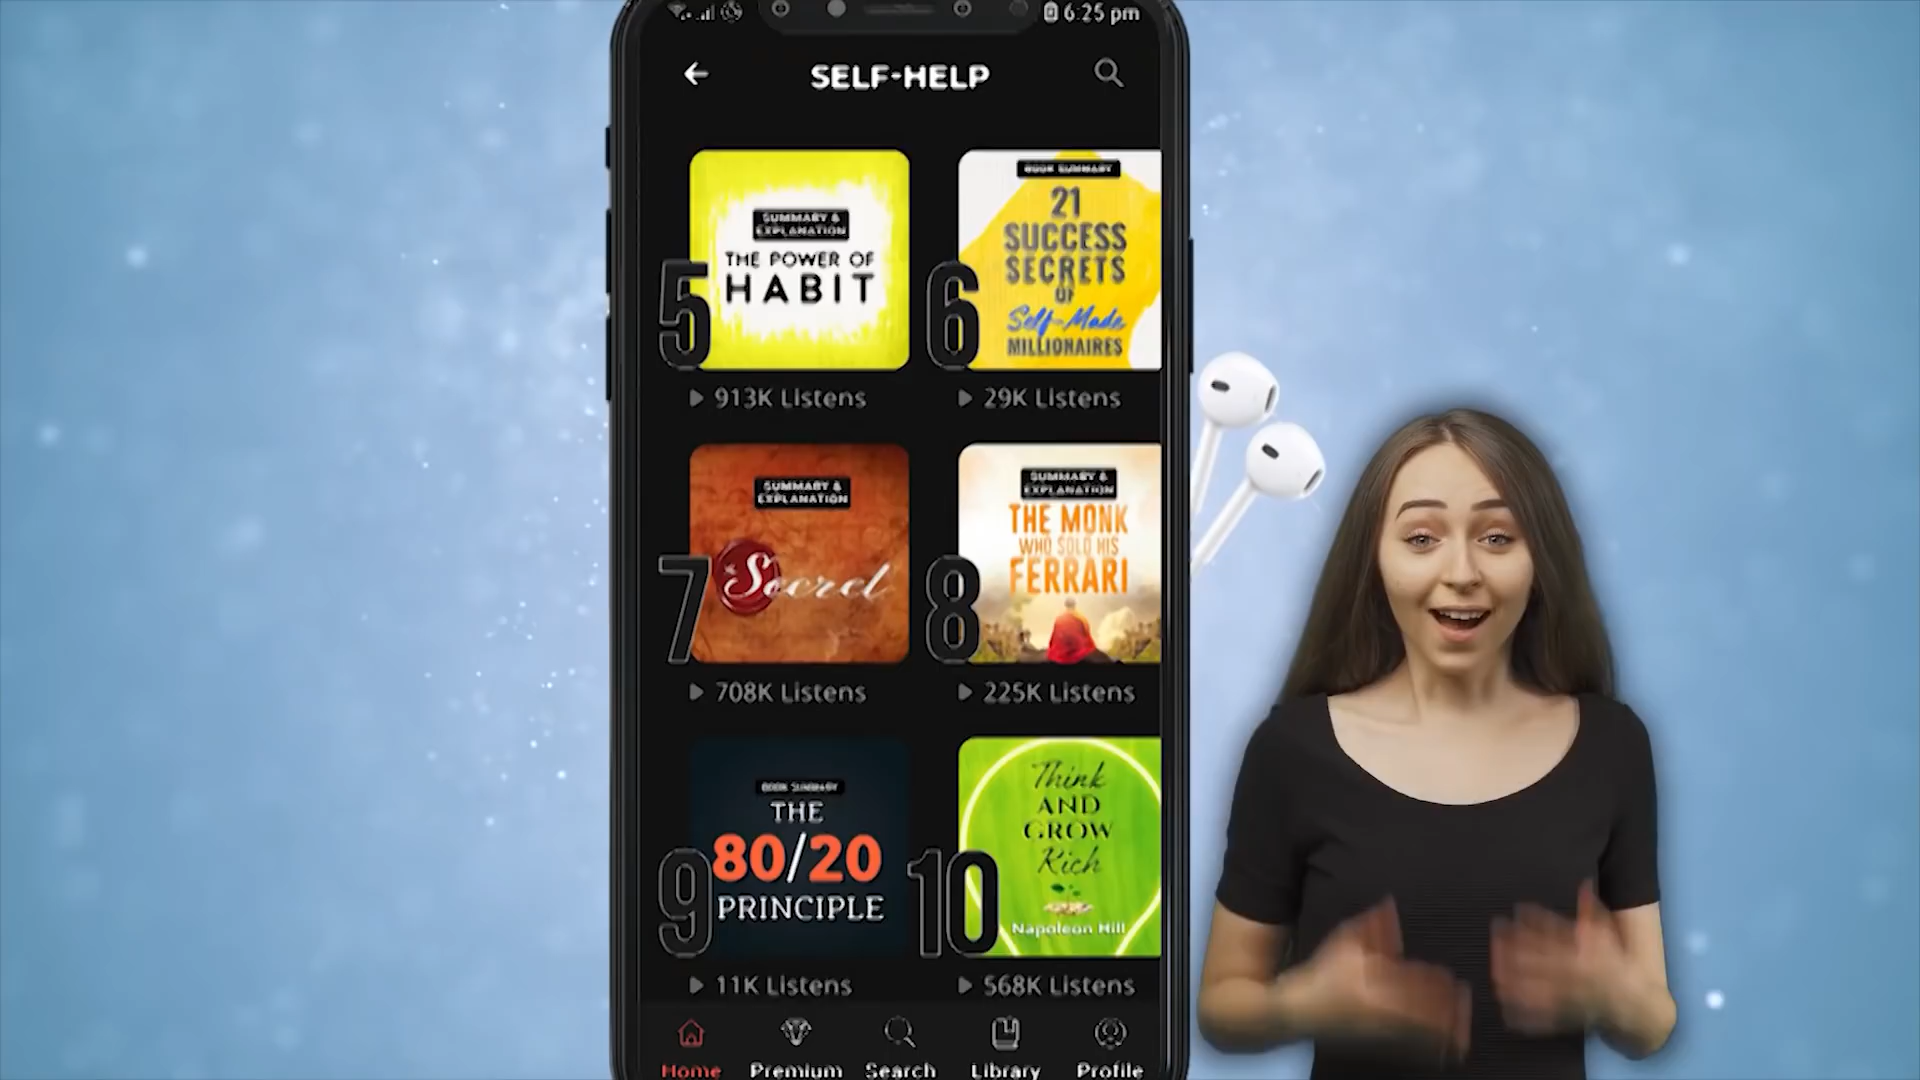 6:25 pm
SELF-HELP
SUMMARY &
EXPLANATION
THE POWER OF
HABIT
5
913K Listens
BOOK SUMMARY
21
SUCCESS
SECRETS
OF
Self-Made
MILLIONAIRES
6
29K Listens
SUMMARY &
EXPLANATION
Secret
7
708K Listens
SUMMARY &
EXPLANATION
THE MONK
WHO SOLD HIS
FERRARI
8
225K Listens
BOOK SUMMARY
THE
80/20
PRINCIPLE
9
11K Listens
Think
AND
GROW
Rich
Napoleon Hill
10
568K Listens
Home
Premium
Search
Library
Profile